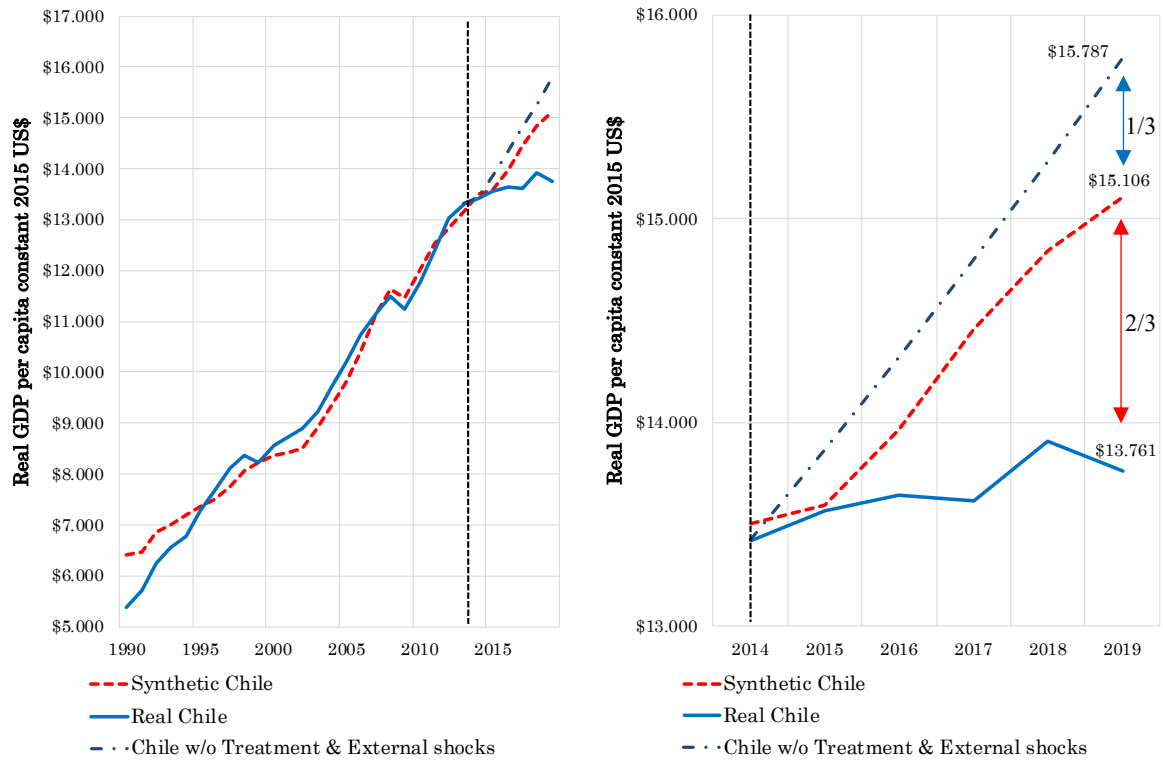 Real GDP per capita constant 2015 US$
$17.000
$16.000
$15.000
$14.000
$13.000
$12.000
$11.000
$10.000
$9.000
$8.000
$7.000
$6.000
$5.000
1990 1995 2000 2005 2010 2015
Synthetic Chile
Real Chile
Chile w/o Treatment & External shocks
Real GDP per capita constant 2015 US$
$16.000
$15.000
$14.000
$13.000
$15.787
1/3
$15.106
2/3
$13.761
2014 2015 2016 2017 2018 2019
Synthetic Chile
Real Chile
Chile w/o Treatment & External shocks